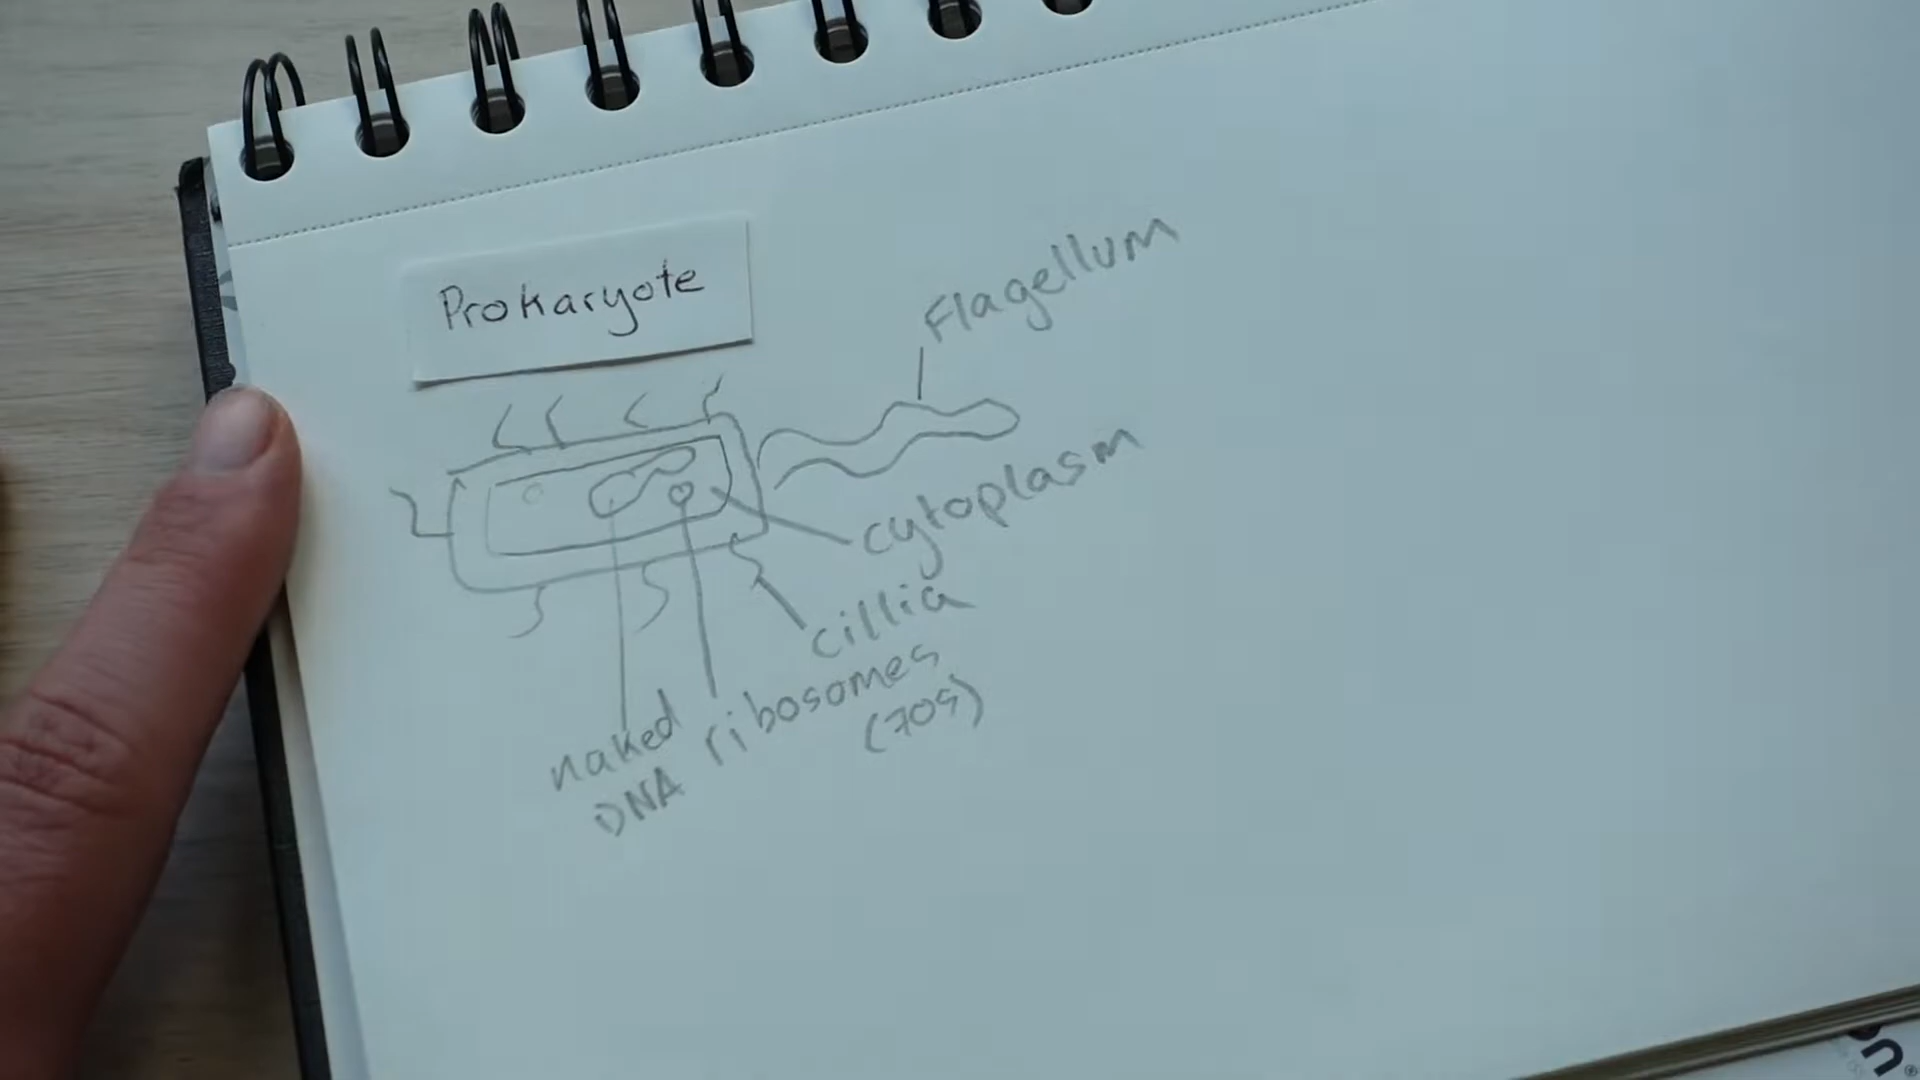 Prokaryote
Flagellum
cytoplasm
cillia
ribosomes
(70s)
naked
DNA